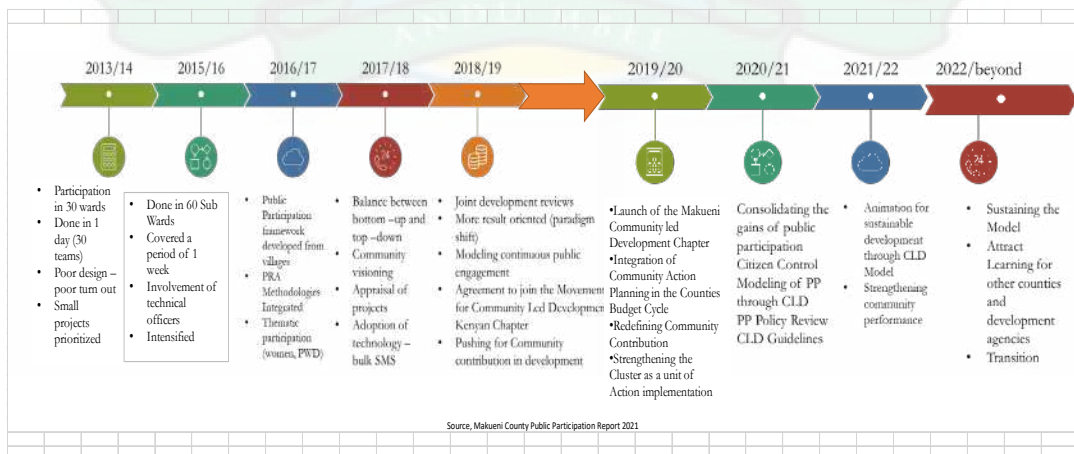 2013/14
2015/16
2016/17
2017/18
2018/19
2019/20
2020/21
2021/22
2022/beyond
• Participation
in 30 wards
• Done in 1
day (30
teams)
• Poor design –
poor turn out
• Small
projects
prioritized
• Done in 60 Sub
Wards
• Covered a
period of 1
week
• Involvement of
technical
officers
• Intensified
• Public
Participation
framework
developed from
villages
• PRA
Methodologies
Integrated
• Thematic
participation
(women, PWD)
• Balance between
bottom –up and
top –down
• Community
visioning
• Appraisal of
projects
• Adoption of
technology –
bulk SMS
• Joint development reviews
• More result oriented (paradigm
shift)
• Modeling continuous public
engagement
• Agreement to join the Movement
for Community Led Developmen
Kenyan Chapter
• Pushing for Community
contribution in development
•Launch of the Makueni
Community led
Development Chapter
•Integration of
Community Action
Planning in the Counties
Budget Cycle
•Redefining Community
Contribution
•Strengthening the
Cluster as a unit of
Action implementation
Consolidating the
gains of public
participation
Citizen Control
Modeling of PP
through CLD
PP Policy Review
CLD Guidelines
• Animation for
sustainable
development
through CLD
Model
• Strengthening
community
performance
• Sustaining the
Model
• Attract
Learning for
other counties
and
development
agencies
• Transition
24
24
Source, Makueni County Public Participation Report 2021